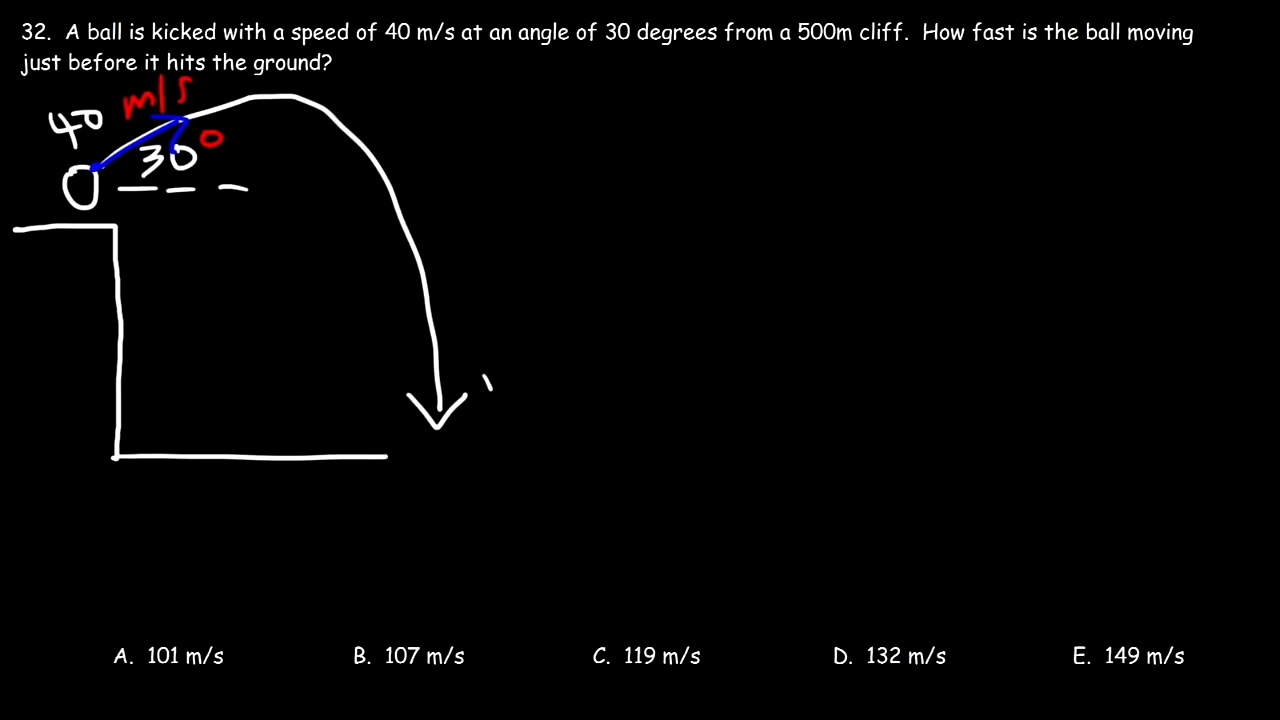 32. A ball is kicked with a speed of 40 m/s at an angle of 30 degrees from a 500m cliff. How fast is the ball moving
just before it hits the ground?
40 m/s
30°
A. 101 m/s B. 107 m/s C. 119 m/s D. 132 m/s E. 149 m/s